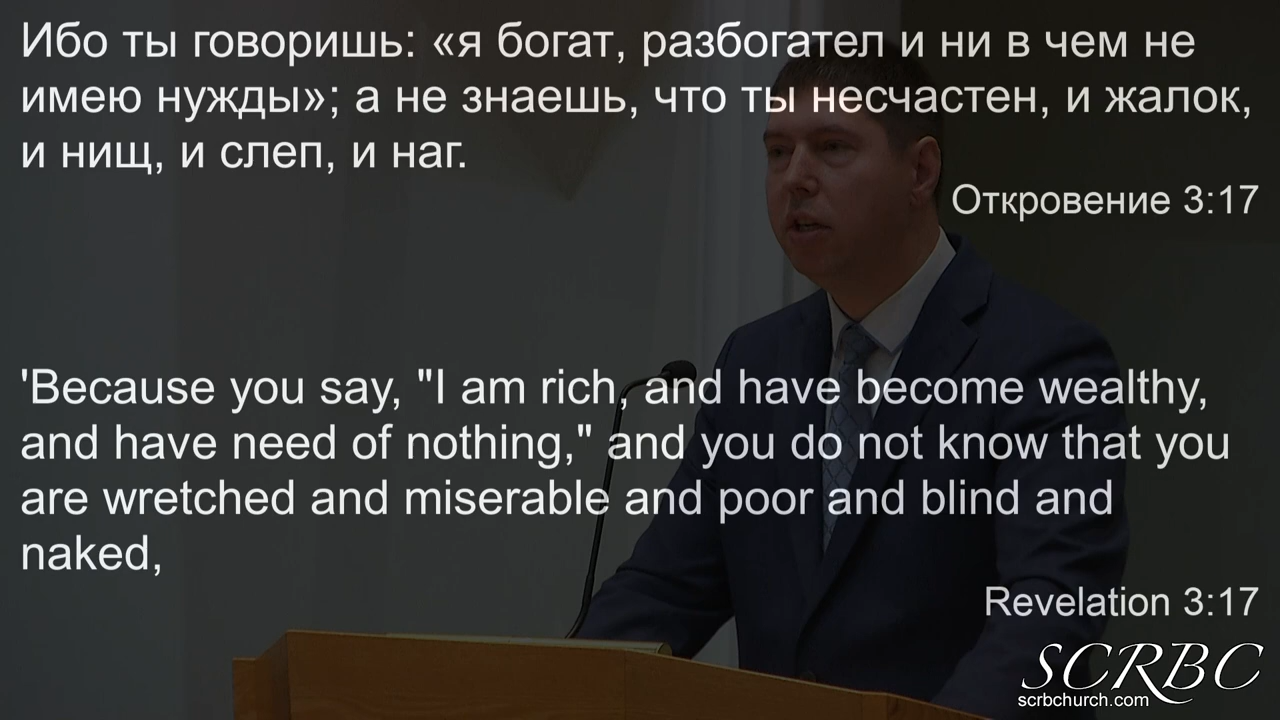 Ибо ты говоришь: «я богат, разбогател и ни в чем не
имею нужды»; а не знаешь, что ты несчастен, и жалок,
и нищ, и слеп, и наг.
Откровение 3:17
'Because you say, "I am rich, and have become wealthy,
and have need of nothing," and you do not know that you
are wretched and miserable and poor and blind and
naked,
Revelation 3:17
SCRBC
scrbchurch.com